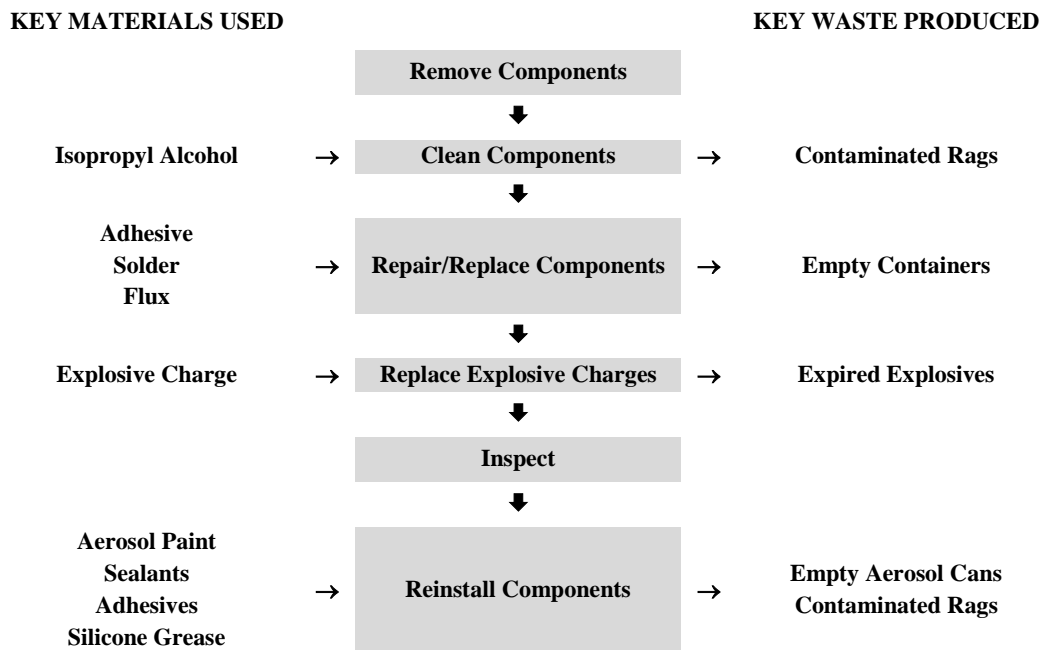 KEY MATERIALS USED
KEY WASTE PRODUCED
Remove Components
Isopropyl Alcohol → Clean Components → Contaminated Rags
Adhesive
Solder
Flux
→ Repair/Replace Components → Empty Containers
Explosive Charge → Replace Explosive Charges → Expired Explosives
Inspect
Aerosol Paint
Sealants
Adhesives
Silicone Grease
→ Reinstall Components →
Empty Aerosol Cans
Contaminated Rags